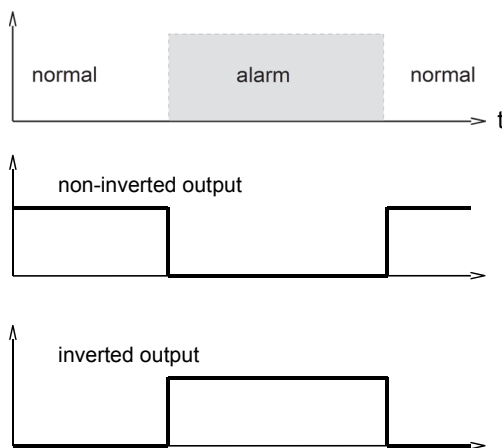 normal alarm normal
t
non-inverted output
inverted output